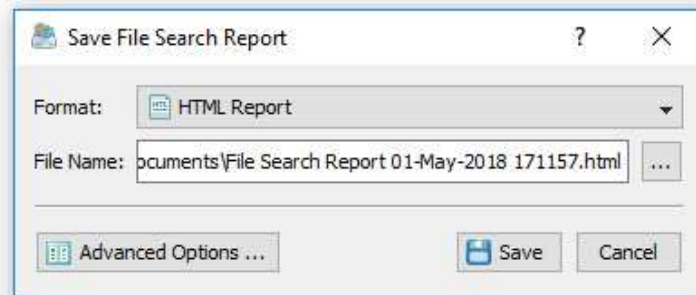 Save File Search Report ?
Format: HTML Report
File Name: ocuments\File Search Report 01-May-2018 171157.html ...
Advanced Options ... Save Cancel